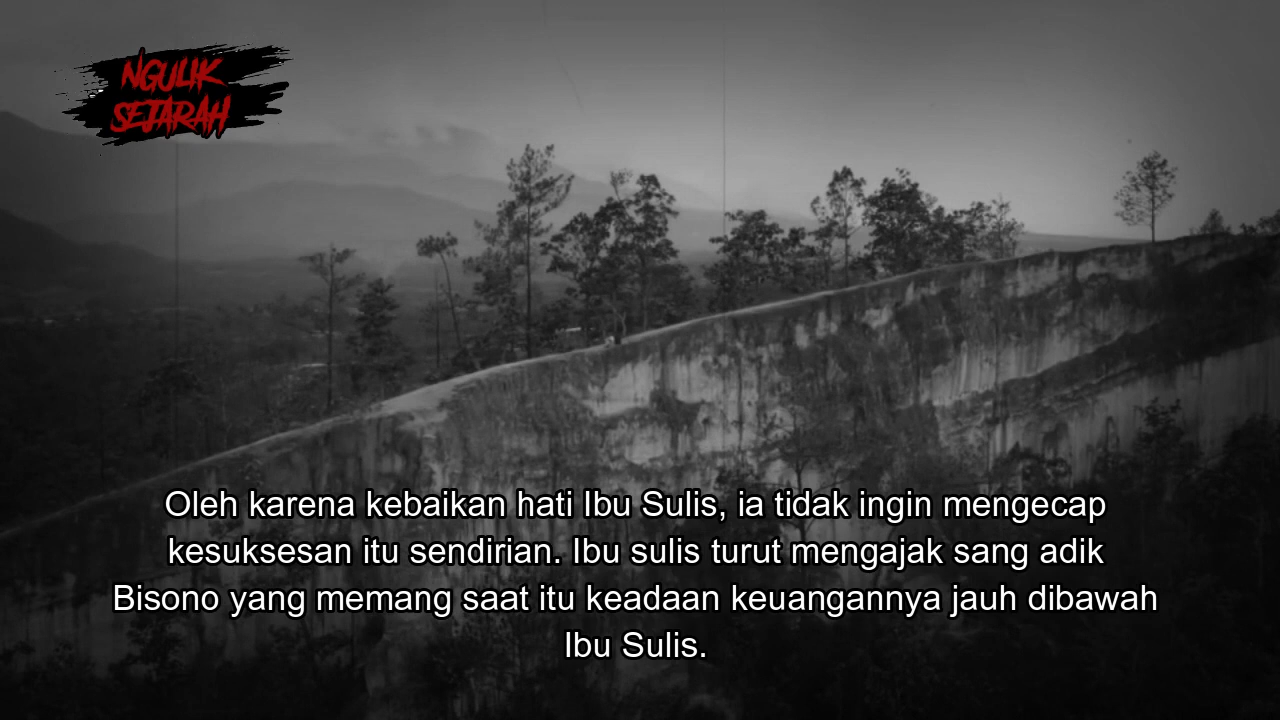 NGULIK
SEJARAH
Oleh karena kebaikan hati Ibu Sulis, ia tidak ingin mengecap
kesuksesan itu sendirian. Ibu sulis turut mengajak sang adik
Bisono yang memang saat itu keadaan keuangannya jauh dibawah
Ibu Sulis.